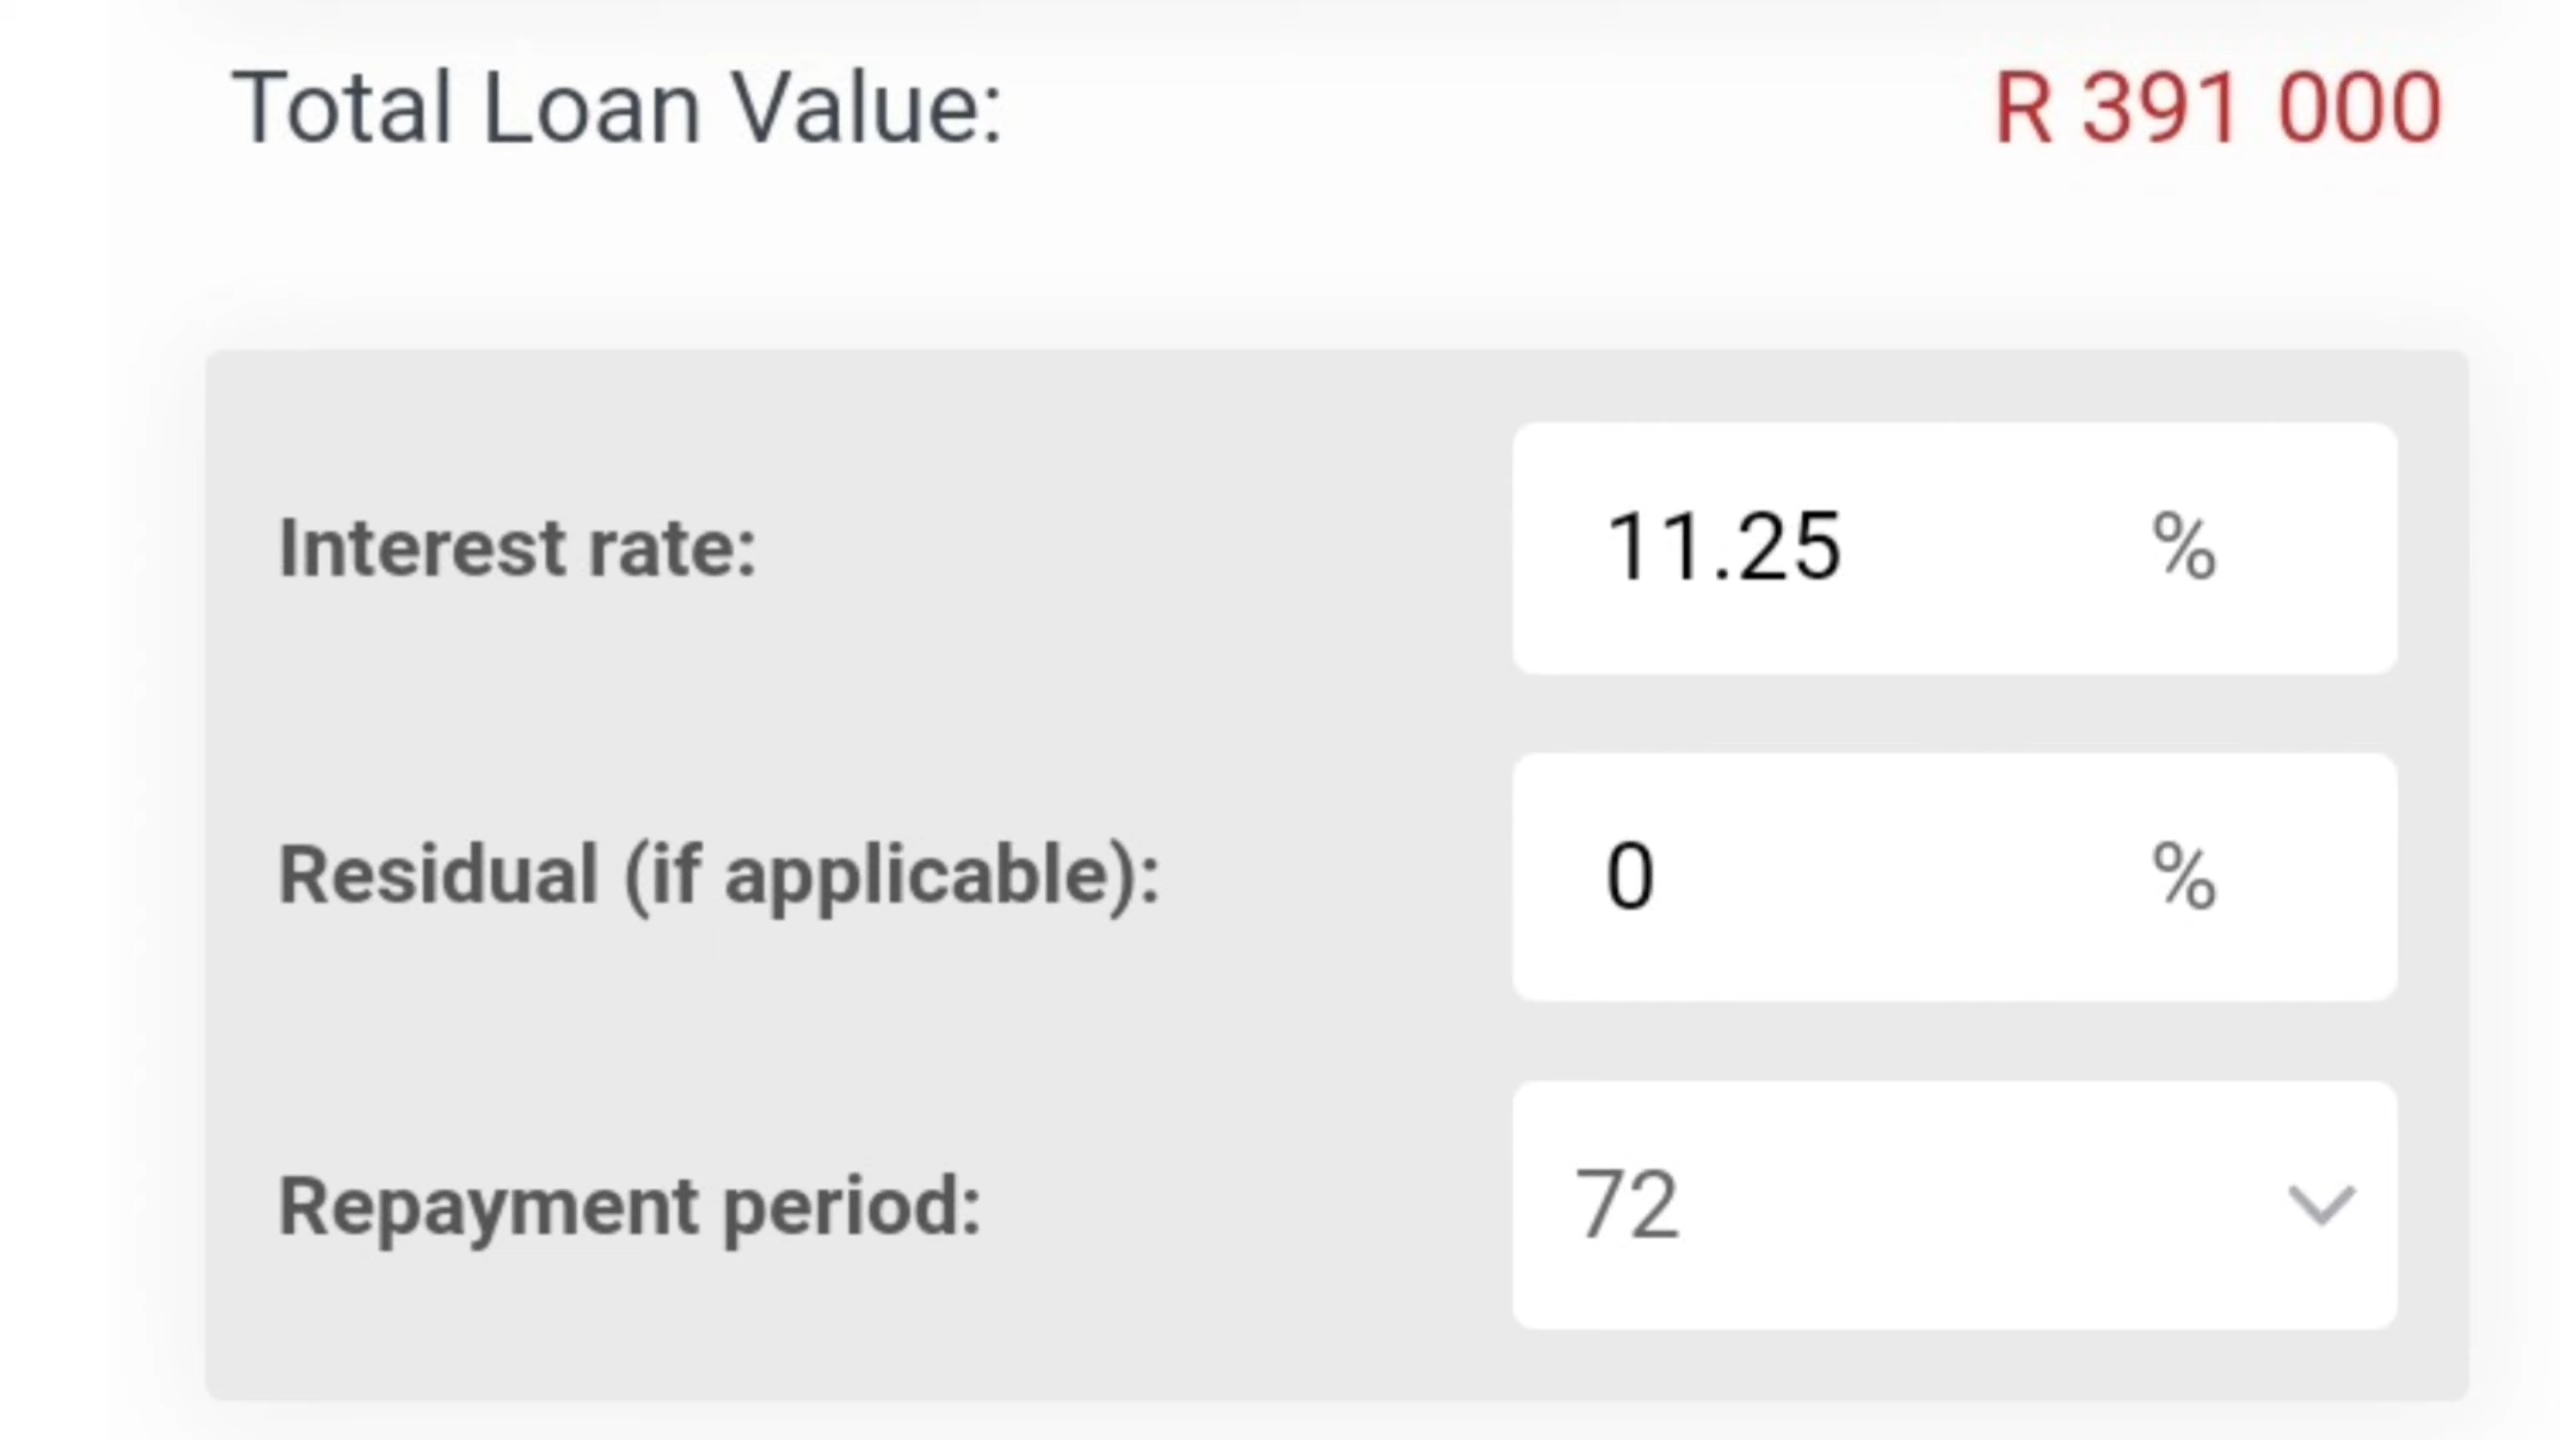 Total Loan Value: R 391 000
Interest rate: 11.25 %
Residual (if applicable): 0 %
Repayment period: 72